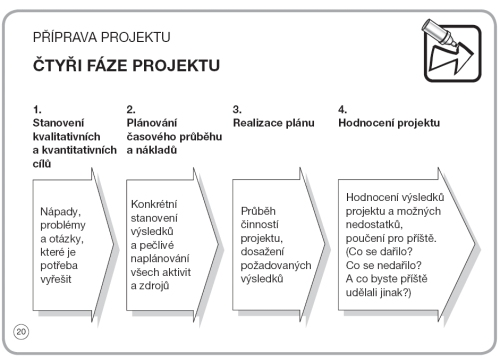 PŘÍPRAVA PROJEKTU
ČTYŘI FÁZE PROJEKTU
1.
Stanovení
kvalitativních
a kvantitativních
cílů
2.
Plánování
časového průběhu
a nákladů
3.
Realizace plánu
4.
Hodnocení projektu
Nápady,
problémy
a otázky,
které je
potřeba
vyřešit
Konkrétní
stanovení
výsledků
a pečlivé
naplánování
všech aktivit
a zdrojů
Průběh
činností
projektu,
dosažení
požadovaných
výsledků
Hodnocení výsledků
projektu a možných
nedostatků,
poučení pro příště.
(Co se dařilo?
Co se nedařilo?
A co byste příště
udělali jinak?)
20